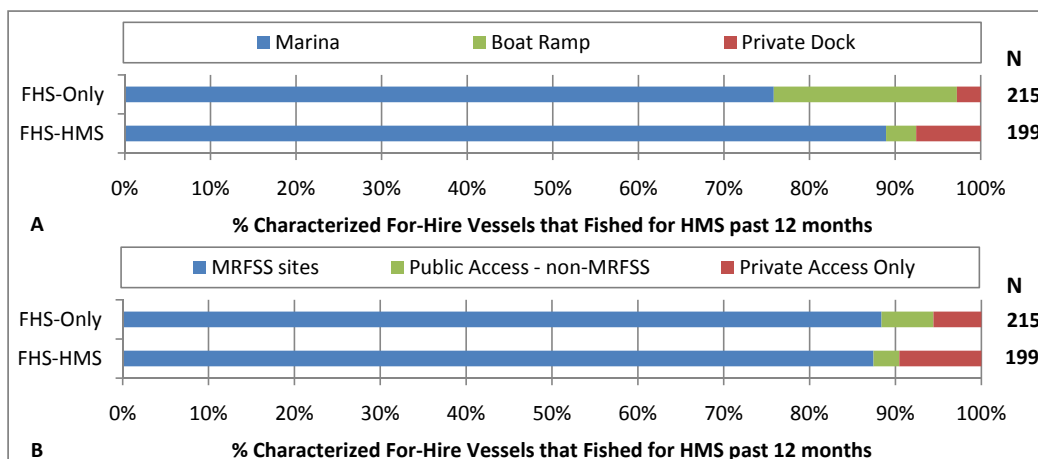 Marina Boat Ramp Private Dock
N
FHS-Only 215
FHS-HMS 199
0% 10% 20% 30% 40% 50% 60% 70% 80% 90% 100%
A % Characterized For-Hire Vessels that Fished for HMS past 12 months
MRFSS sites Public Access - non-MRFSS Private Access Only
N
FHS-Only 215
FHS-HMS 199
0% 10% 20% 30% 40% 50% 60% 70% 80% 90% 100%
B % Characterized For-Hire Vessels that Fished for HMS past 12 months